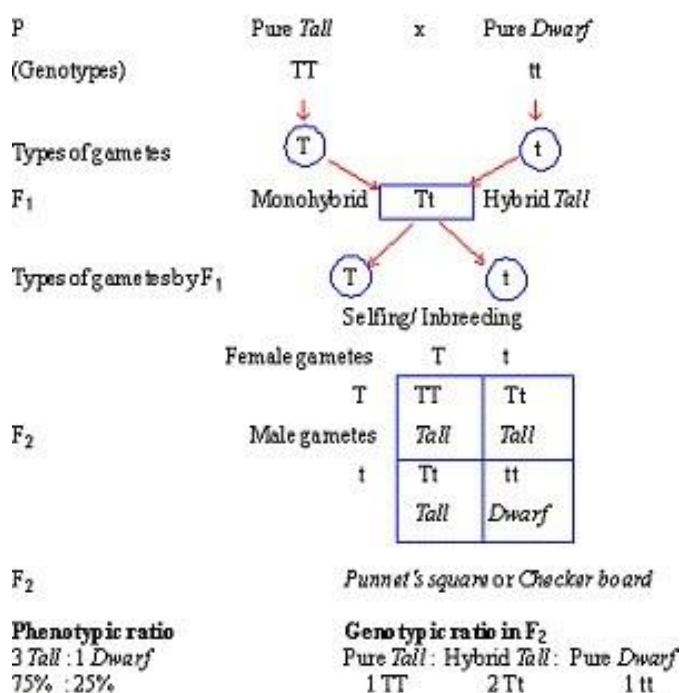 P Pure Tall x Pure Dwarf
(Genotypes) TT tt
Types of gametes T t
F1 Monohybrid Tt Hybrid Tall
Types of gametes by F1 T t
Selfing/ Inbreeding
Female gametes T t
T TT Tt
F2 Male gametes Tall Tall
t Tt tt
Tall Dwarf
F2 Punnet's square or Checker board
Phenotypic ratio Genotypic ratio in F2
3 Tall : 1 Dwarf Pure Tall : Hybrid Tall : Pure Dwarf
75% : 25% 1 TT 2 Tt 1 tt